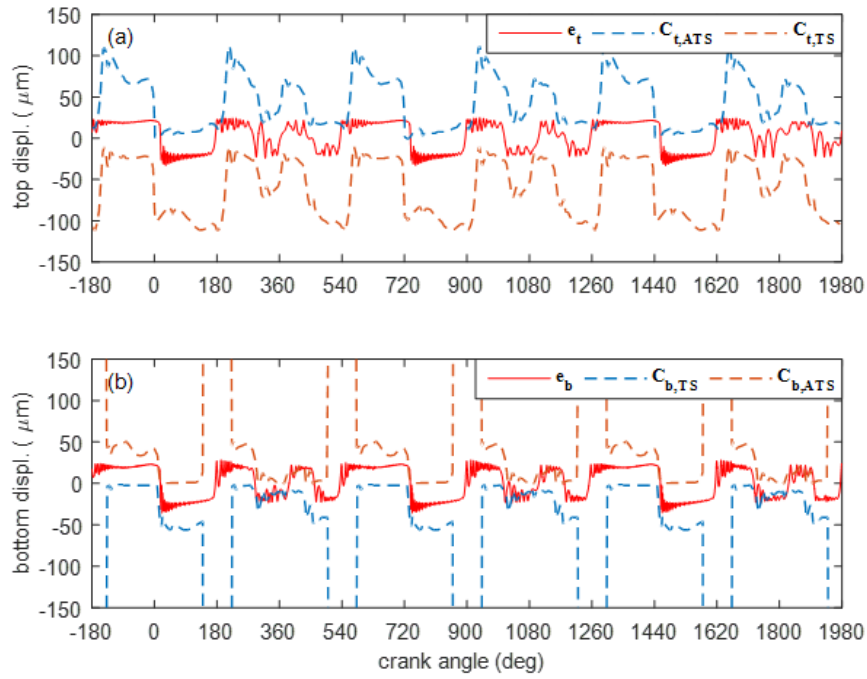 (a)
e_t C_t,ATS C_t,TS
top displ. ( μm)
150
100
50
0
-50
-100
-150
-180 0 180 360 540 720 900 1080 1260 1440 1620 1800 1980
(b)
e_b C_b,TS C_b,ATS
bottom displ. ( μm)
150
100
50
0
-50
-100
-150
-180 0 180 360 540 720 900 1080 1260 1440 1620 1800 1980
crank angle (deg)